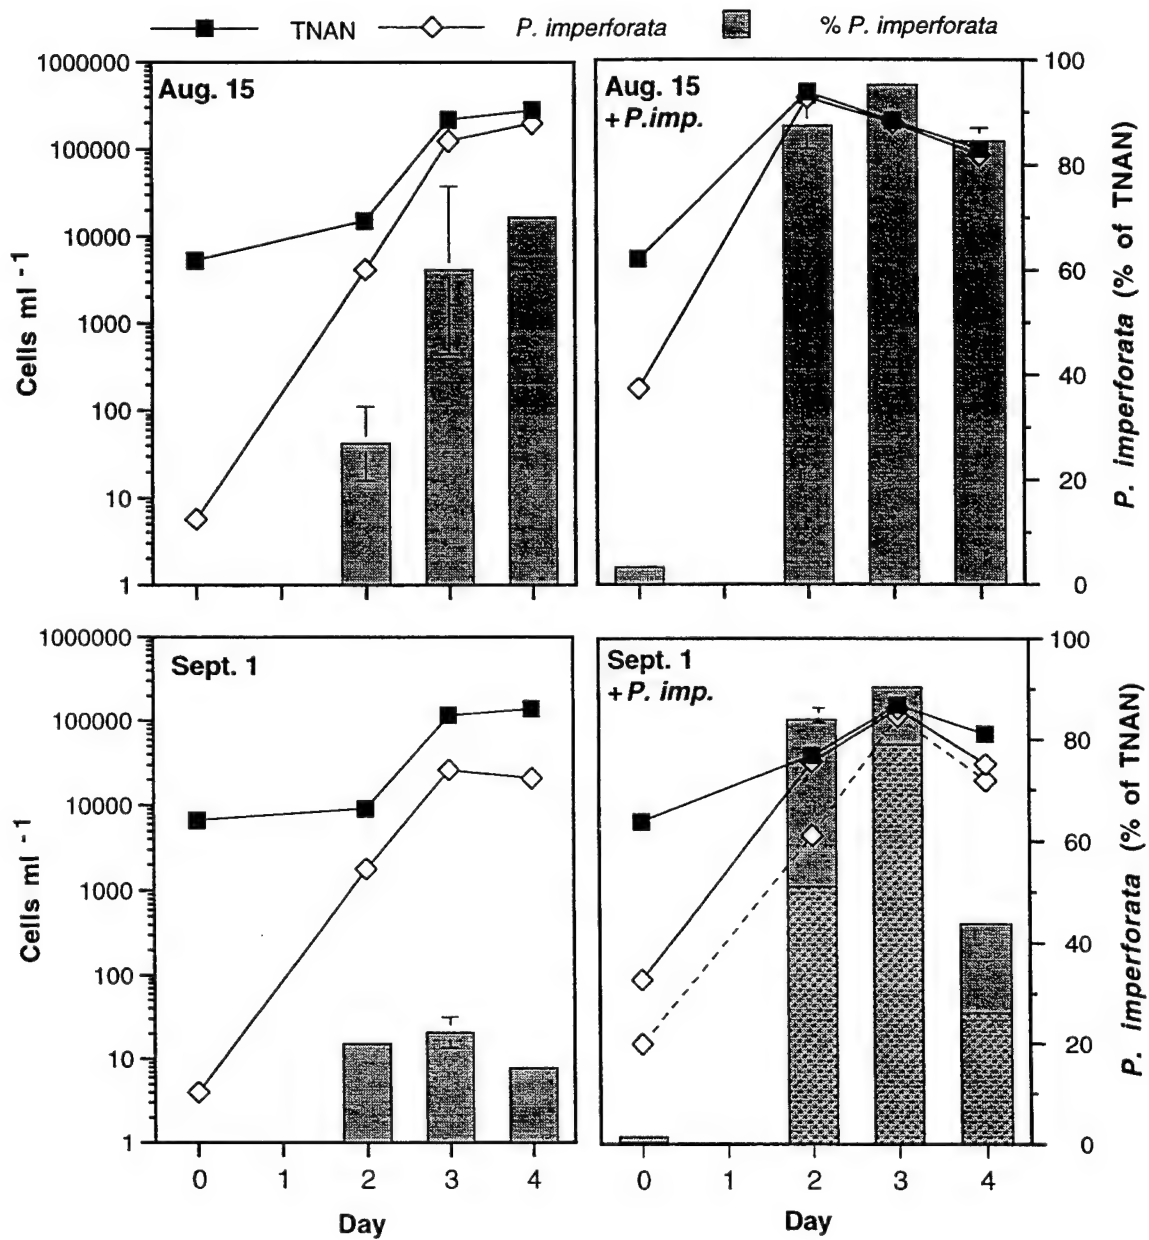 TNAN P. imperforata % P. imperforata
Aug. 15
1000000
100000
10000
1000
100
10
1
Cells ml -1
Aug. 15
+ P.imp.
100
80
60
40
20
0
P. imperforata (% of TNAN)
Sept. 1
1000000
100000
10000
1000
100
10
1
Cells ml -1
0 1 2 3 4
Day
Sept. 1
+ P. imp.
100
80
60
40
20
0
P. imperforata (% of TNAN)
0 1 2 3 4
Day